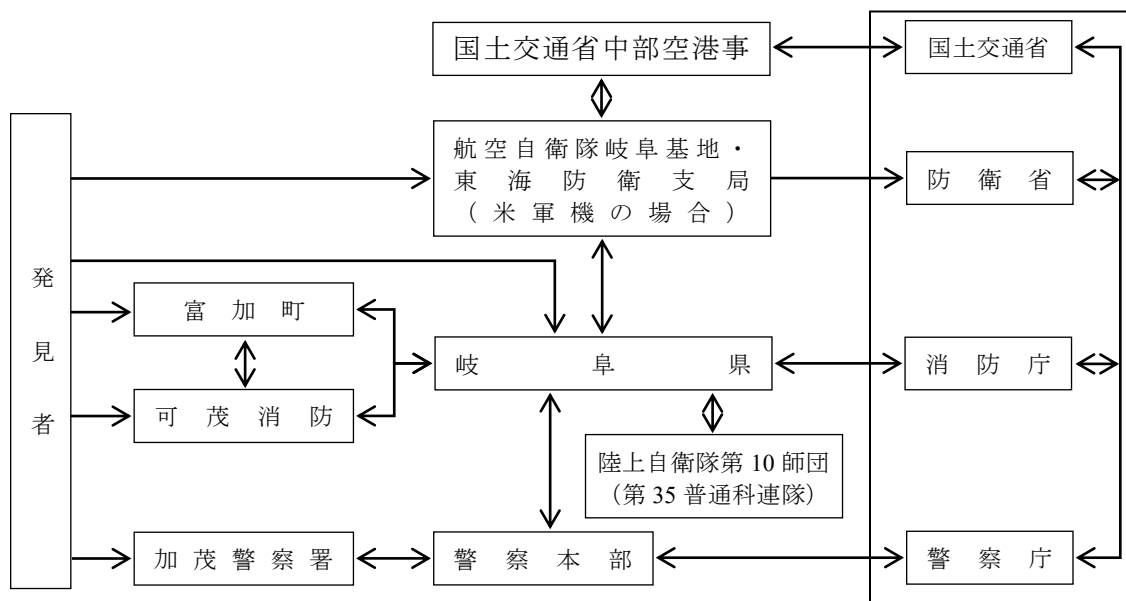 国土交通省中部空港事
国土交通省
航空自衛隊岐阜基地・
東海防衛支局
（米軍機の場合）
防衛省
発見者
富加町
岐阜県
消防庁
可茂消防
陸上自衛隊第10師団
（第35普通科連隊）
加茂警察署
警察本部
警察庁